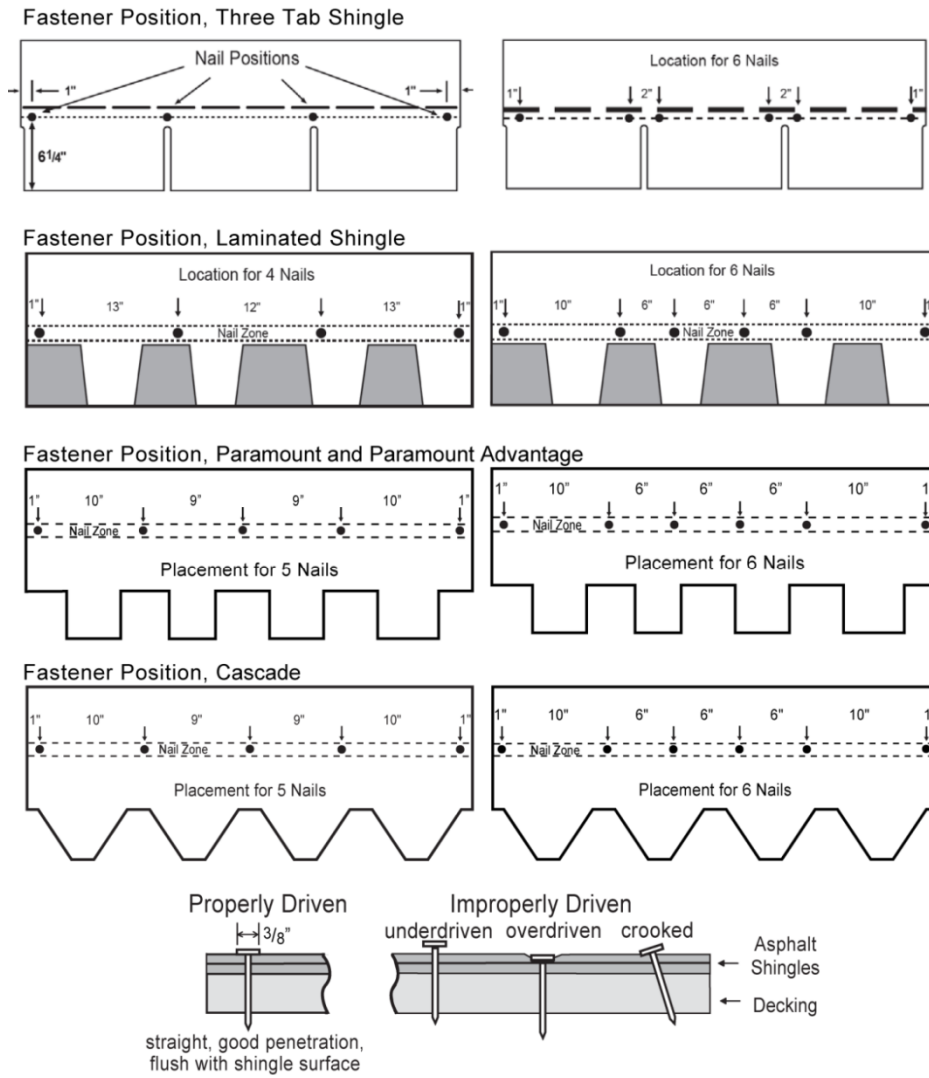 Fastener Position, Three Tab Shingle
Nail Positions
1" 1"
6 1/4"
Location for 6 Nails
1" 2" 2" 1"
Fastener Position, Laminated Shingle
Location for 4 Nails
1" 13" 12" 13" 1"
Nail Zone
Location for 6 Nails
1" 10" 6" 6" 6" 10" 1
Nail Zone
Fastener Position, Paramount and Paramount Advantage
1" 10" 9" 9" 10" 1"
Nail Zone
Placement for 5 Nails
1" 10" 6" 6" 6" 10" 1
Nail Zone
Placement for 6 Nails
Fastener Position, Cascade
1" 10" 9" 9" 10" 1"
Nail Zone
Placement for 5 Nails
1" 10" 6" 6" 6" 10" 1"
Nail Zone
Placement for 6 Nails
Properly Driven
3/8"
straight, good penetration,
flush with shingle surface
Improperly Driven
underdriven overdriven crooked
Asphalt
Shingles
Decking